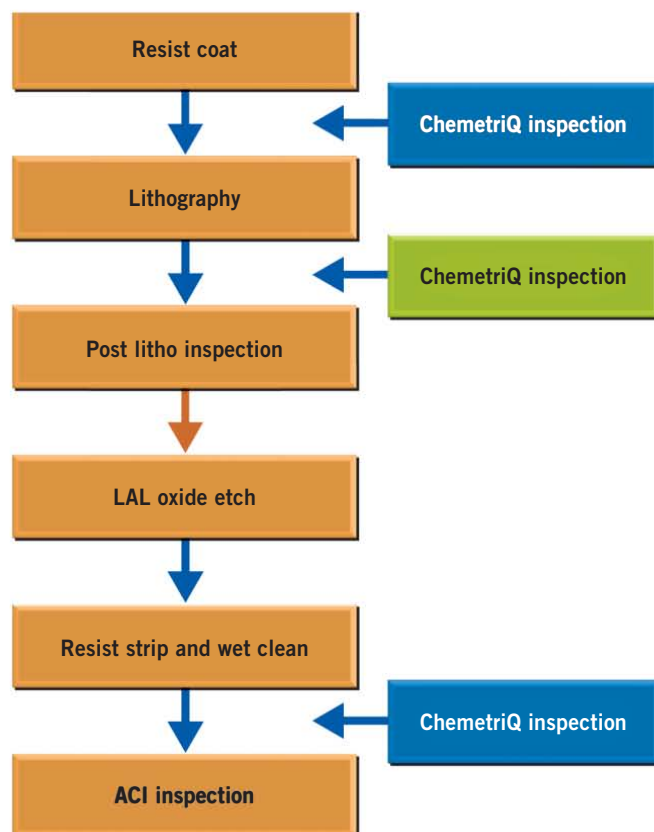 Resist coat
ChemetriQ inspection
Lithography
ChemetriQ inspection
Post litho inspection
LAL oxide etch
Resist strip and wet clean
ChemetriQ inspection
ACI inspection